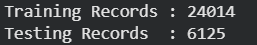 Training Records : 24014
Testing Records  : 6125